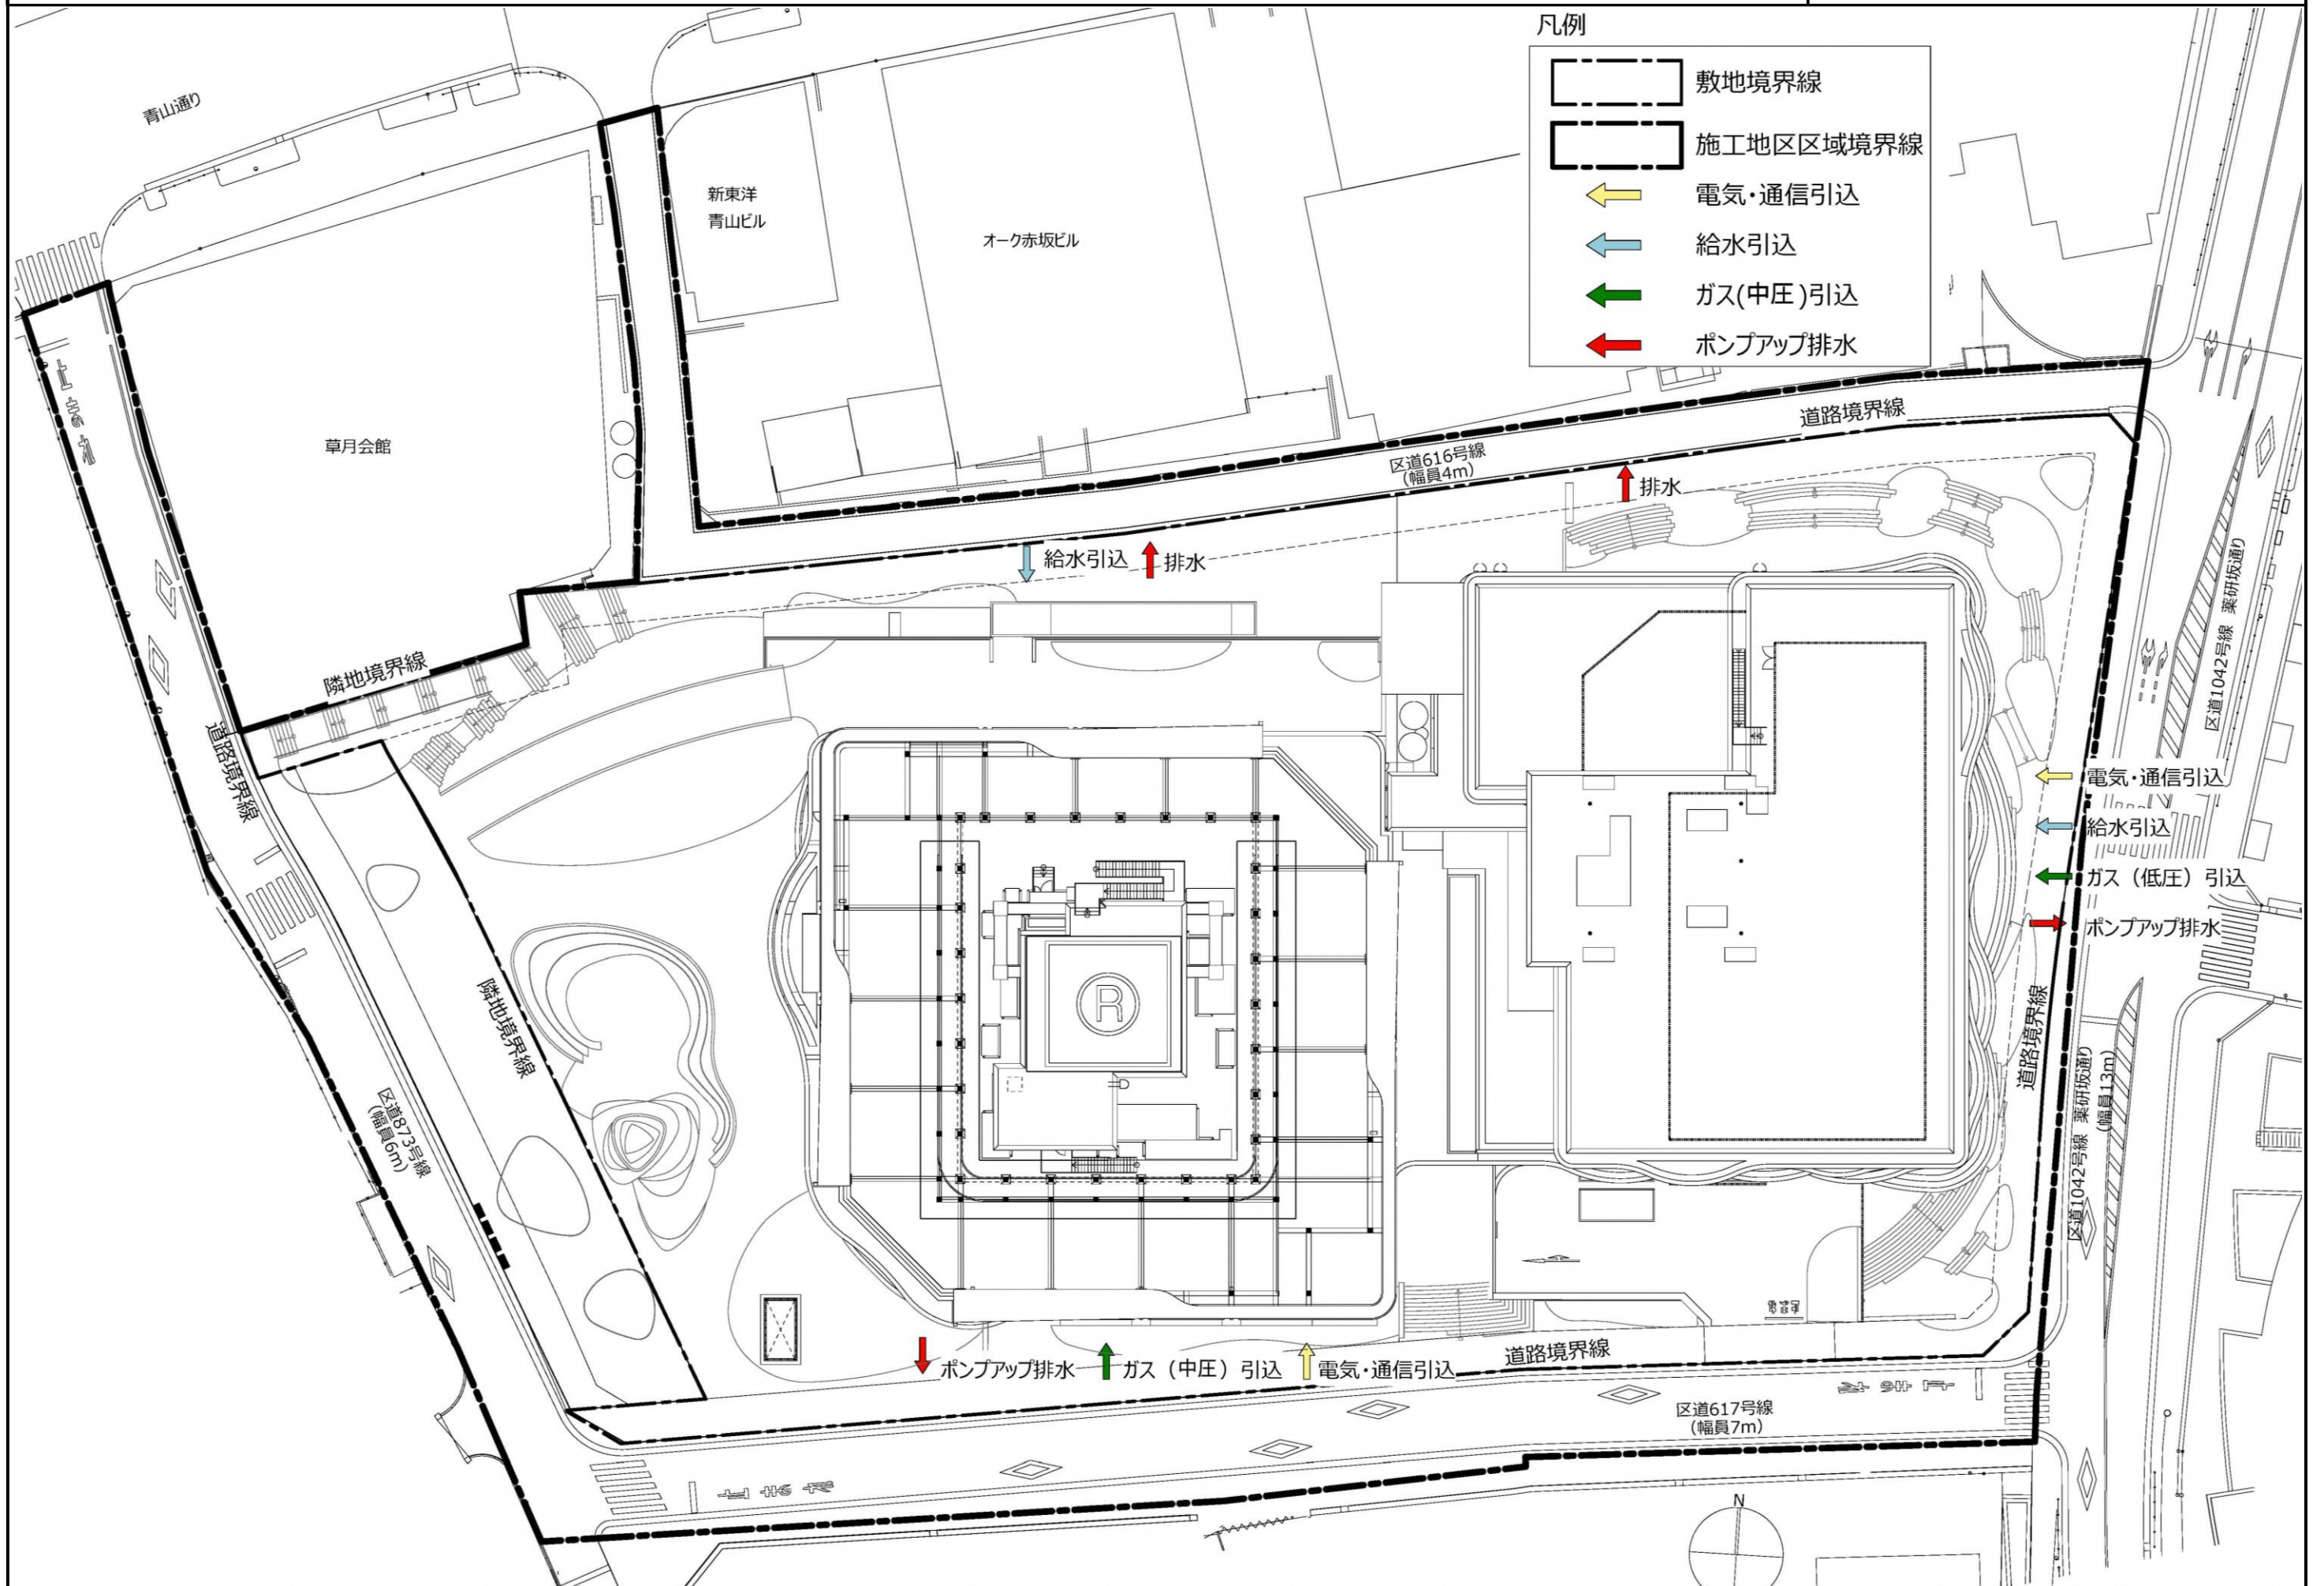 凡例
敷地境界線
施工地区区域境界線
電気・通信引込
給水引込
ガス(中圧)引込
ポンプアップ排水
青山通り
新東洋
青山ビル
オーク赤坂ビル
草月会館
止まれ
道路境界線
区道616号線
(幅員4m)
排水
給水引込
排水
隣地境界線
道路境界線
区道1042号線 薬研坂通り
電気・通信引込
給水引込
ガス（低圧）引込
ポンプアップ排水
隣地境界線
R
道路境界線
区道1042号線 薬研坂通り
(幅員13m)
区道873号線
(幅員6m)
ポンプアップ排水
ガス（中圧）引込
電気・通信引込
道路境界線
止まれ
区道617号線
(幅員7m)
止まれ
N